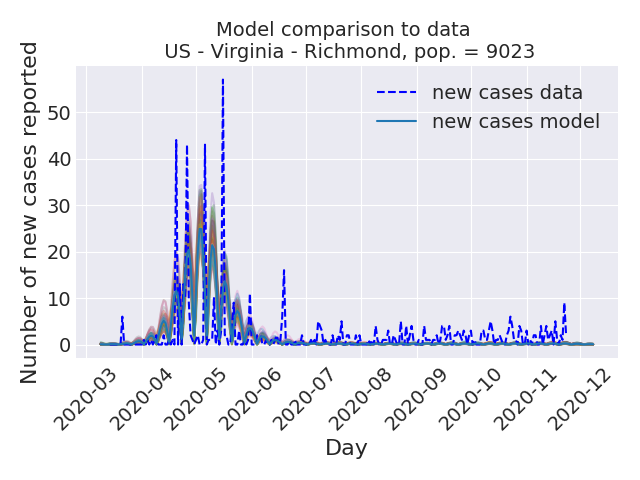 Model comparison to data
US - Virginia - Richmond, pop. = 9023
Number of new cases reported
50
40
30
20
10
0
new cases data
new cases model
2020-03
2020-04
2020-05
2020-06
2020-07
2020-08
2020-09
2020-10
2020-11
2020-12
Day